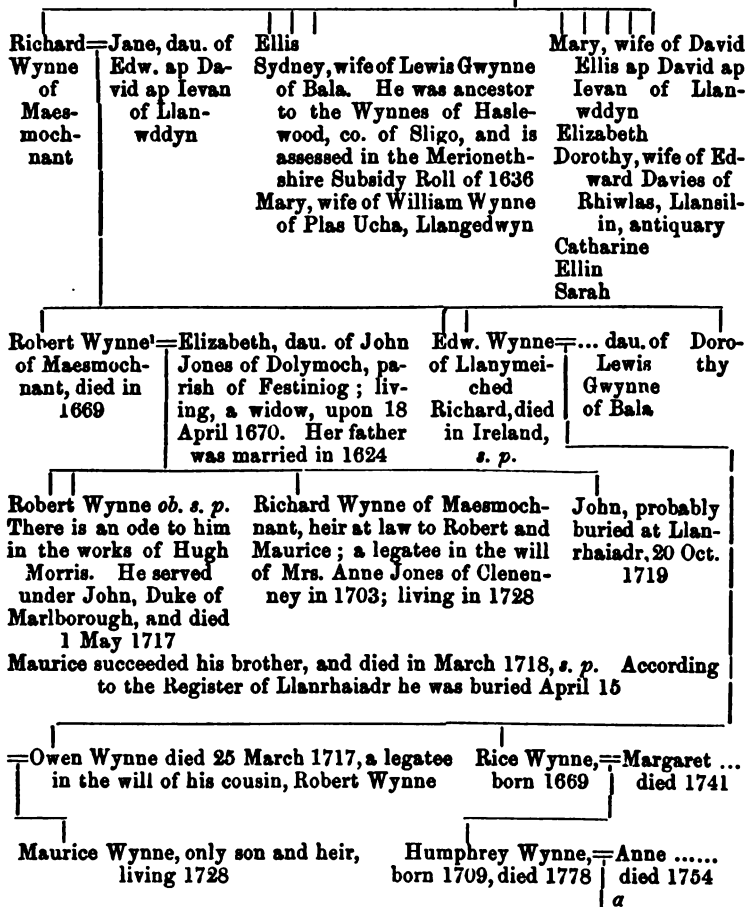 Richard=Jane, dau. of
Wynne Edw. ap Da-
of vid ap Ievan
Maes- of Llan-
moch- wddyn
nant
Ellis
Sydney, wife of Lewis Gwynne
of Bala. He was ancestor
to the Wynnes of Hasle-
wood, co. of Sligo, and is
assessed in the Merioneth-
shire Subsidy Roll of 1636
Mary, wife of William Wynne
of Plas Ucha, Llangedwyn
Mary, wife of David
Ellis ap David ap
Ievan of Llan-
wddyn
Elizabeth
Dorothy, wife of Ed-
ward Davies of
Rhiwlas, Llansil-
in, antiquary
Catharine
Ellin
Sarah
Robert Wynne¹=Elizabeth, dau. of John
of Maesmoch- Jones of Dolymoch, pa-
nant, died in rish of Festiniog; liv-
1669 ing, a widow, upon 18
April 1670. Her father
was married in 1624
Edw. Wynne=... dau. of
of Llanymei- Lewis
ched Gwynne
Richard, died of Bala
in Ireland,
s. p.
Doro-
thy
Robert Wynne ob. s. p.
There is an ode to him
in the works of Hugh
Morris. He served
under John, Duke of
Marlborough, and died
1 May 1717
Richard Wynne of Maesmoch-
nant, heir at law to Robert and
Maurice; a legatee in the will
of Mrs. Anne Jones of Clenen-
ney in 1703; living in 1728
John, probably
buried at Llan-
rhaiadr, 20 Oct.
1719
Maurice succeeded his brother, and died in March 1718, s. p. According
to the Register of Llanrhaiadr he was buried April 15
=Owen Wynne died 25 March 1717, a legatee
in the will of his cousin, Robert Wynne
Rice Wynne,=Margaret ...
born 1669 died 1741
Maurice Wynne, only son and heir,
living 1728
Humphrey Wynne,=Anne ......
born 1709, died 1778 died 1754
a